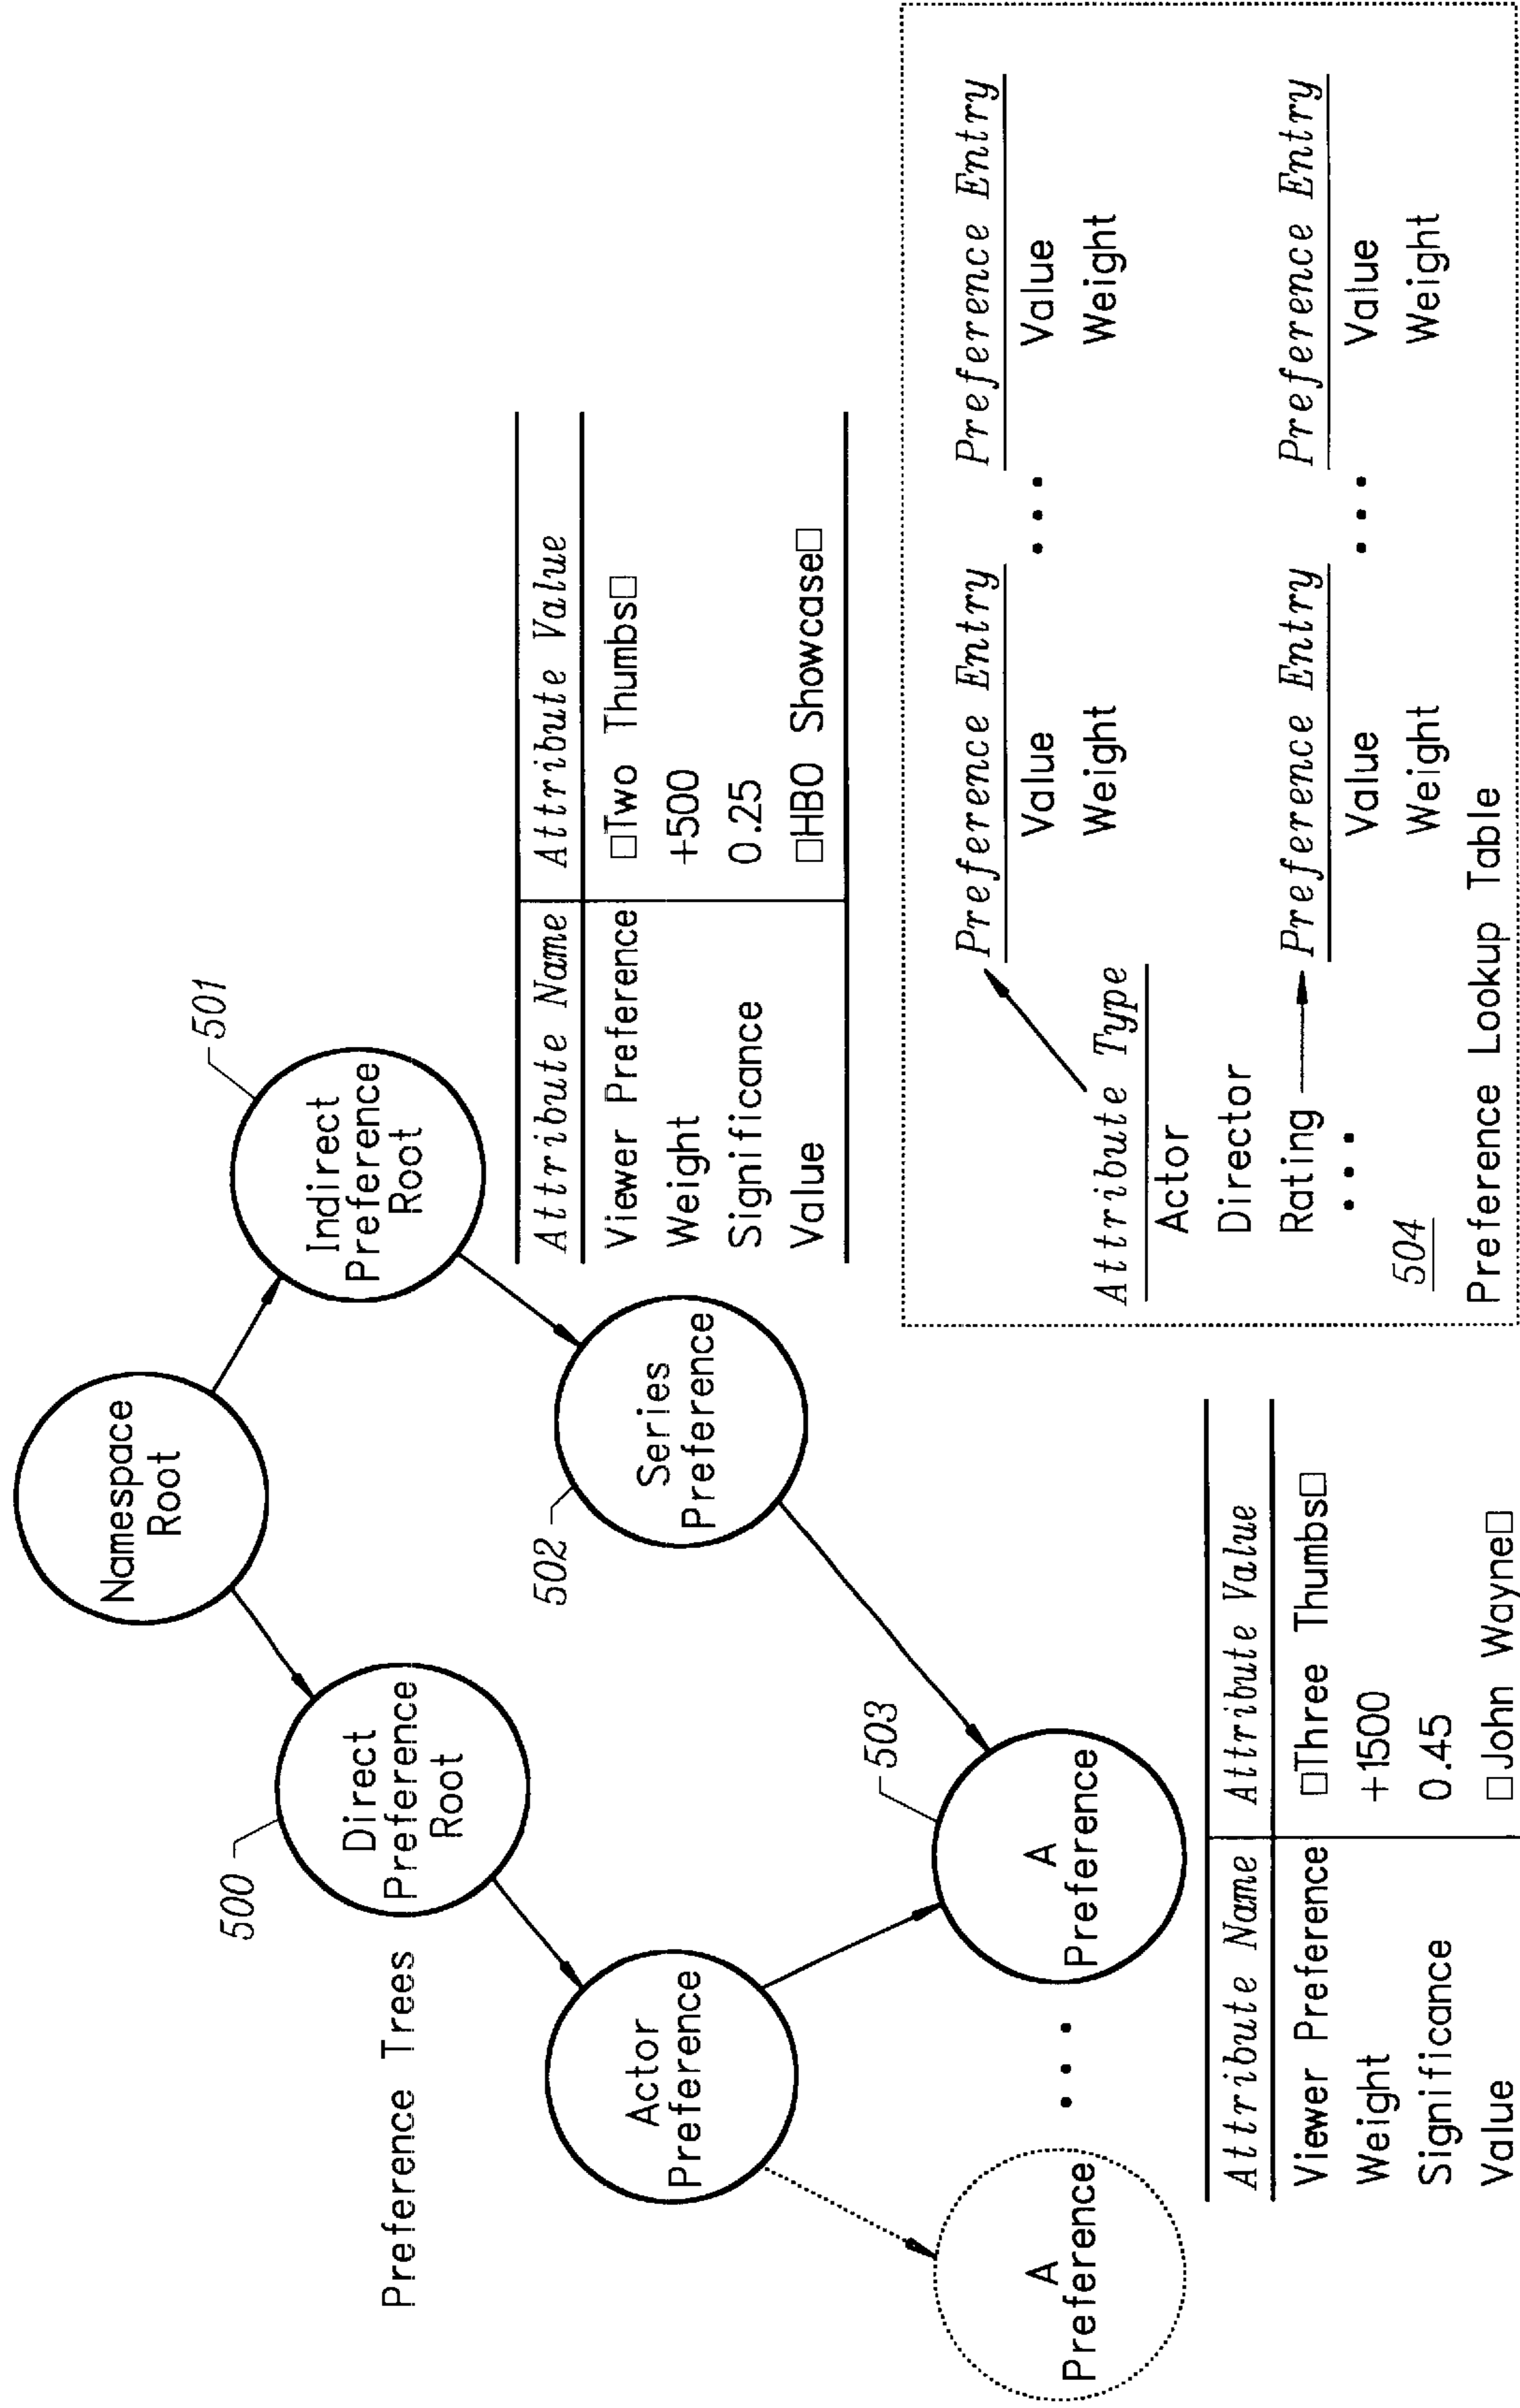 Namespace
Root
501
Indirect
Preference
Root
500
Direct
Preference
Root
Preference Trees
502
Series
Preference
Actor
Preference
503
A
Preference
• • •
A
Preference
Attribute Name Attribute Value
Viewer Preference □Two Thumbs□
Weight +500
Significance 0.25
Value □HBO Showcase□
Attribute Name Attribute Value
Viewer Preference □Three Thumbs□
Weight +1500
Significance 0.45
Value □John Wayne□
Preference Entry • • • Preference Entry
Value Value
Weight Weight
Attribute Type
Actor
Director
Rating Preference Entry • • • Preference Entry
• • • Value Value
Weight Weight
504
Preference Lookup Table